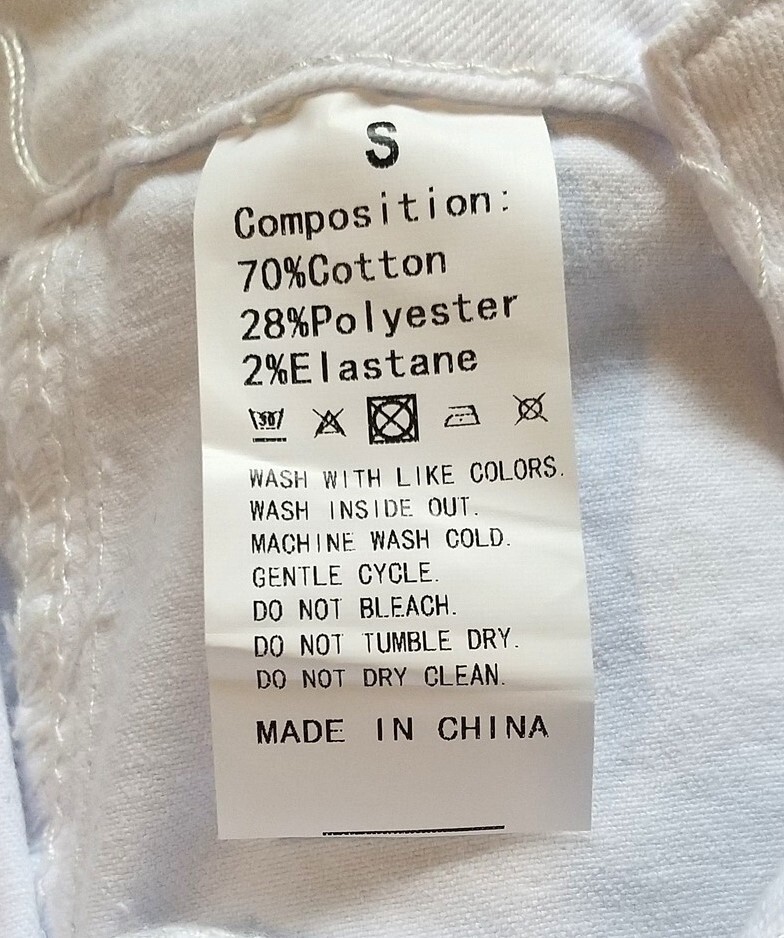 S
Composition:
70%Cotton
28%Polyester
2%Elastane
30
WASH WITH LIKE COLORS.
WASH INSIDE OUT.
MACHINE WASH COLD.
GENTLE CYCLE.
DO NOT BLEACH.
DO NOT TUMBLE DRY.
DO NOT DRY CLEAN.
MADE IN CHINA